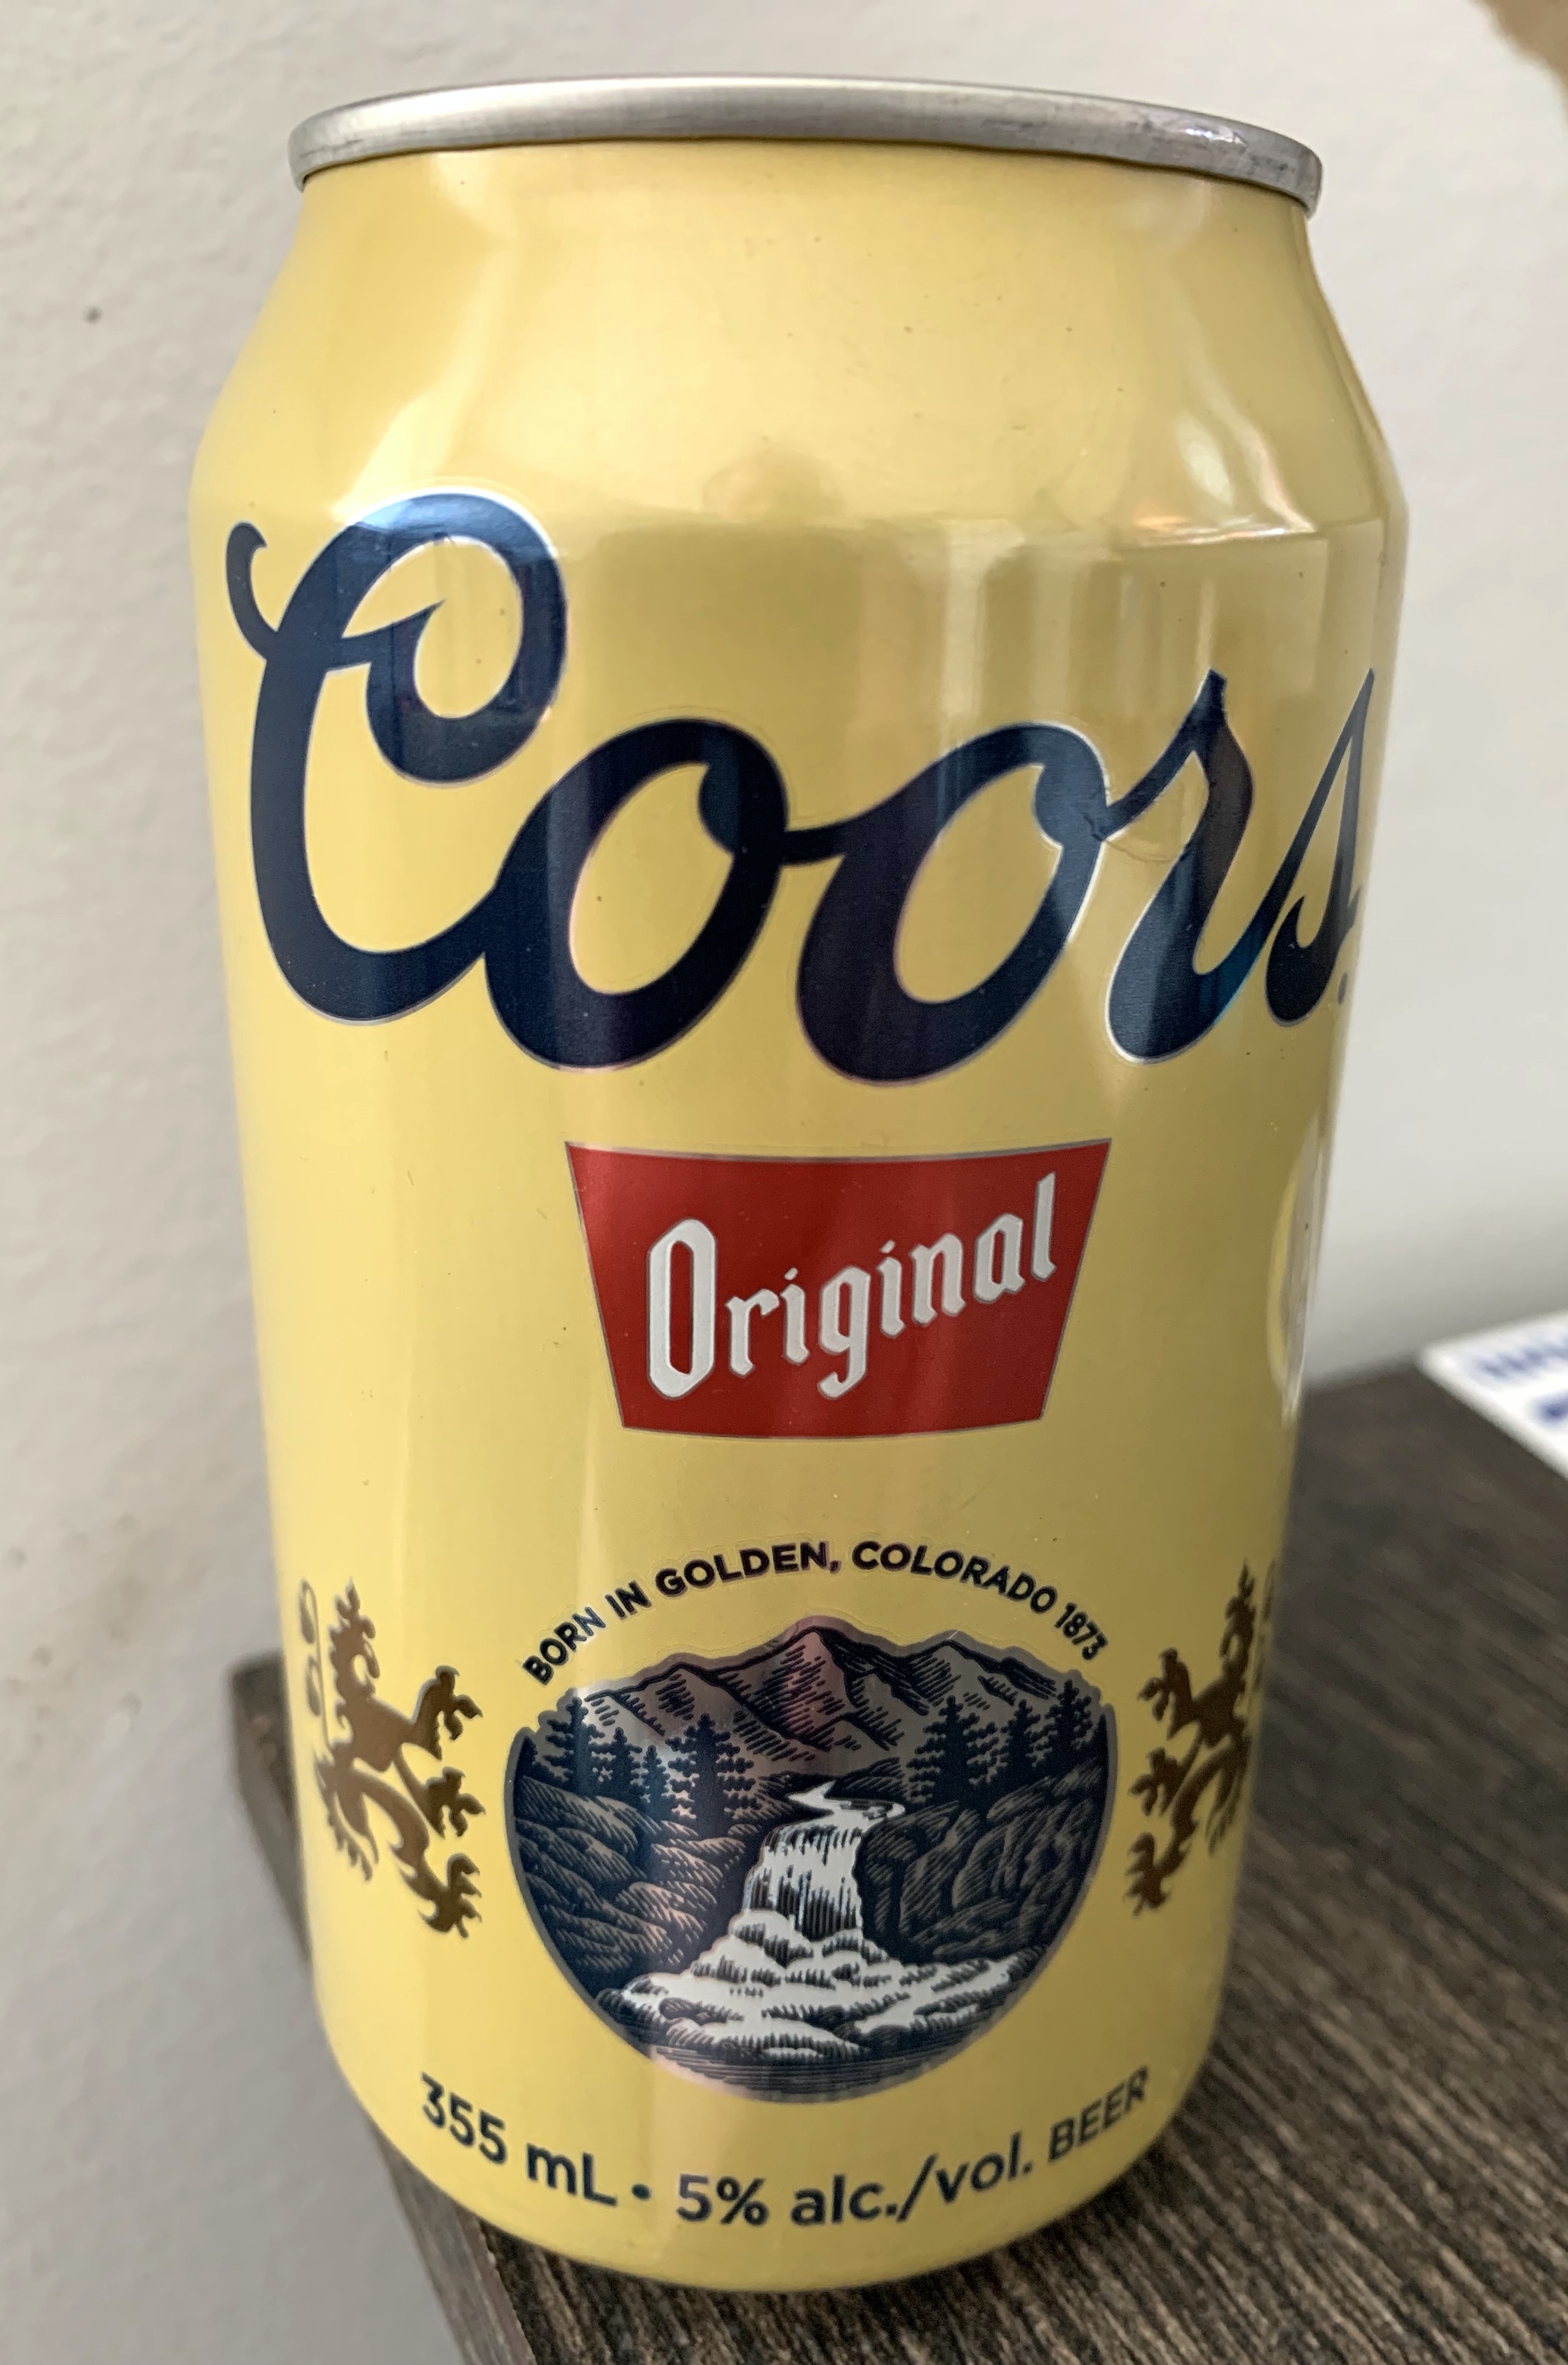 Coors.
Original
BORN IN GOLDEN, COLORADO 1873
355 mL • 5% alc./vol. BEER